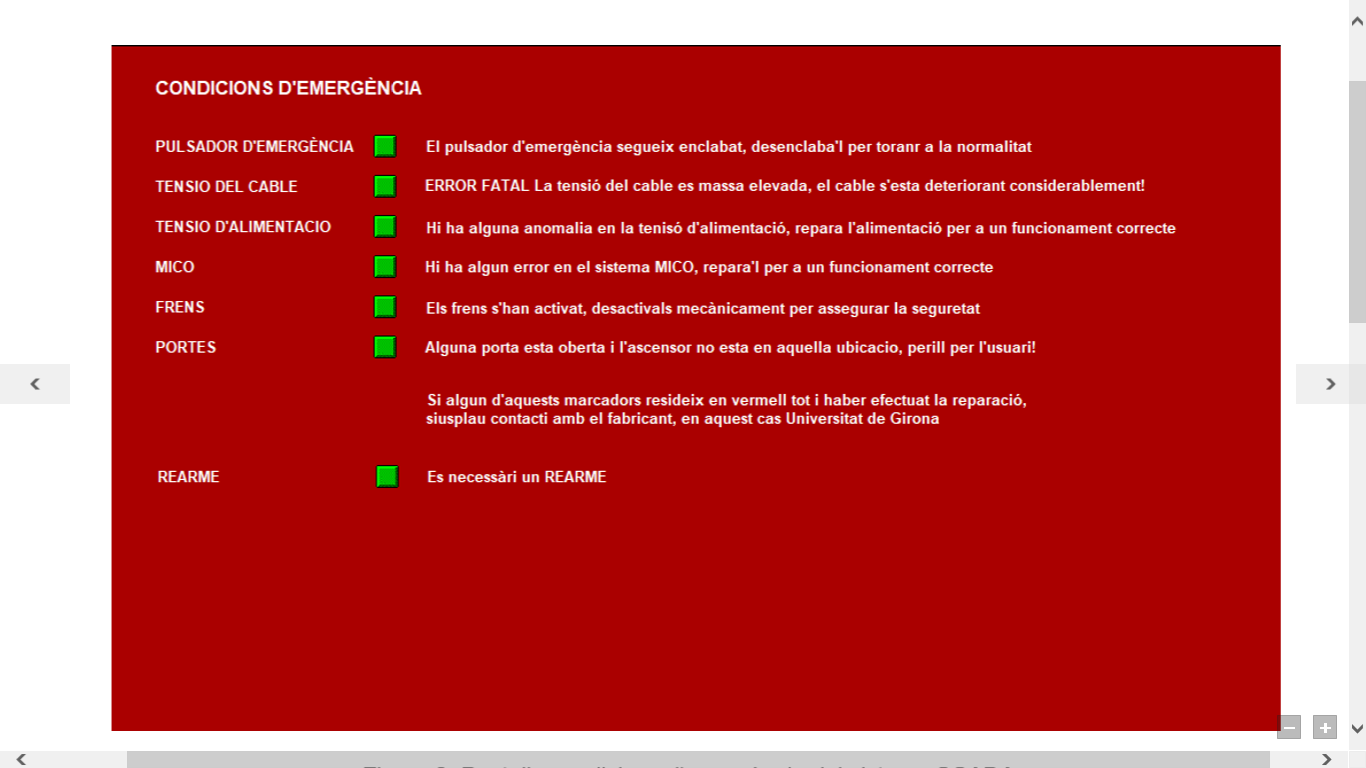 CONDICIONS D'EMERGÈNCIA
PULSADOR D'EMERGÈNCIA El pulsador d'emergència segueix enclabat, desenclaba'l per toranr a la normalitat
TENSIO DEL CABLE ERROR FATAL La tensió del cable es massa elevada, el cable s'esta deteriorant considerablement!
TENSIO D'ALIMENTACIO Hi ha alguna anomalia en la tenisó d'alimentació, repara l'alimentació per a un funcionament correcte
MICO Hi ha algun error en el sistema MICO, repara'l per a un funcionament correcte
FRENS Els frens s'han activat, desactivals mecànicament per assegurar la seguretat
PORTES Alguna porta esta oberta i l'ascensor no esta en aquella ubicacio, perill per l'usuari!
Si algun d'aquests marcadors resideix en vermell tot i haber efectuat la reparació,
siusplau contacti amb el fabricant, en aquest cas Universitat de Girona
REARME Es necessàri un REARME